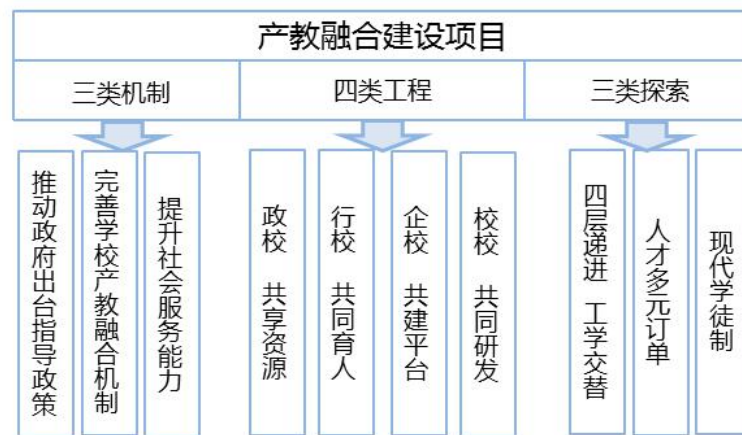 产教融合建设项目
三类机制
四类工程
三类探索
推动政府出台指导政策
完善学校产教融合机制
提升社会服务能力
政校 共享资源
行校 共同育人
企校 共建平台
校校 共同研发
四层递进 工学交替
人才多元订单
现代学徒制